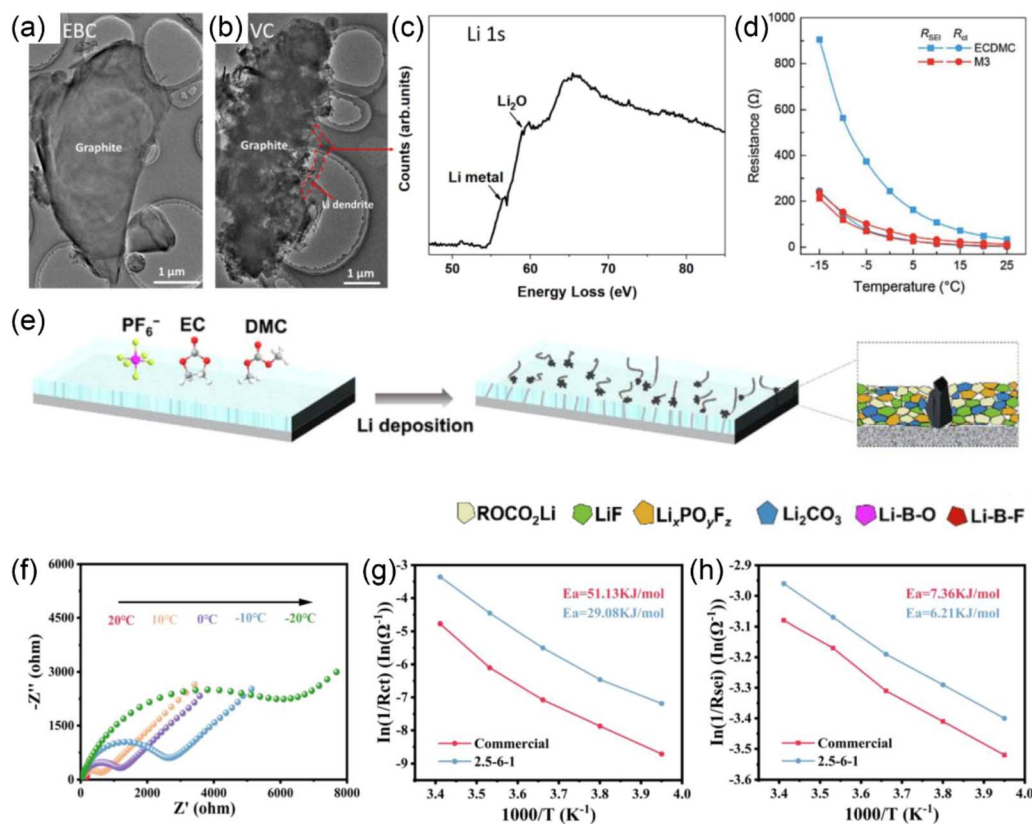 (a)
EBC
Graphite
1 μm
(b)
VC
Graphite
Li dendrite
1 μm
(c)
Li 1s
Li₂O
Li metal
Counts (arb.units)
50 60 70 80
Energy Loss (eV)
(d)
R_SEI R_ct
ECDMC
M3
Resistance (Ω)
1000
800
600
400
200
0
-15 -10 -5 0 5 10 15 20 25
Temperature (°C)
(e)
PF₆⁻ EC DMC
Li deposition
ROCO₂Li LiF LiₓPO_yF_z Li₂CO₃ Li-B-O Li-B-F
(f)
-Z'' (ohm)
6000
4500
3000
1500
0
20℃ 10℃ 0℃ -10℃ -20℃
0 2000 4000 6000 8000
Z' (ohm)
(g)
ln(1/Rct) (ln(Ω⁻¹))
-3
-4
-5
-6
-7
-8
-9
Ea=51.13KJ/mol
Ea=29.08KJ/mol
Commercial
2.5-6-1
3.4 3.5 3.6 3.7 3.8 3.9 4.0
1000/T (K⁻¹)
(h)
ln(1/Rsei) (ln(Ω⁻¹))
-2.9
-3.0
-3.1
-3.2
-3.3
-3.4
-3.5
-3.6
Ea=7.36KJ/mol
Ea=6.21KJ/mol
Commercial
2.5-6-1
3.4 3.5 3.6 3.7 3.8 3.9 4.0
1000/T (K⁻¹)